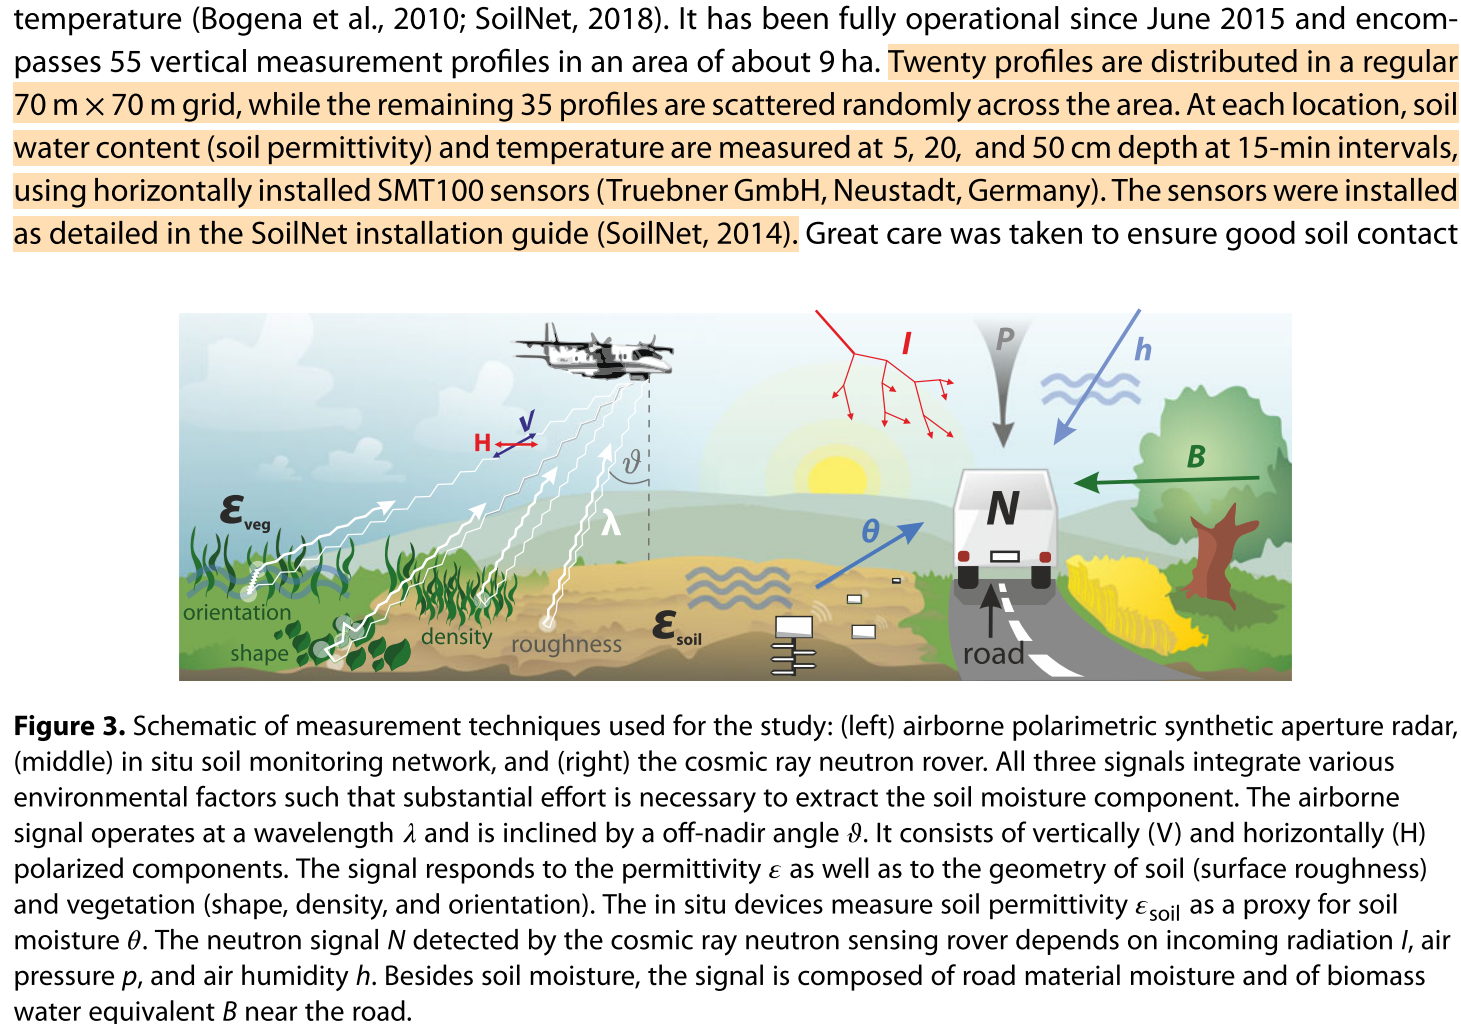 temperature (Bogena et al., 2010; SoilNet, 2018). It has been fully operational since June 2015 and encom-
passes 55 vertical measurement profiles in an area of about 9 ha. Twenty profiles are distributed in a regular
70 m × 70 m grid, while the remaining 35 profiles are scattered randomly across the area. At each location, soil
water content (soil permittivity) and temperature are measured at 5, 20, and 50 cm depth at 15-min intervals,
using horizontally installed SMT100 sensors (Truebner GmbH, Neustadt, Germany). The sensors were installed
as detailed in the SoilNet installation guide (SoilNet, 2014). Great care was taken to ensure good soil contact
I
P
h
V
H
ϑ
B
ε veg
N
λ
θ
orientation
density
roughness
ε soil
shape
road
Figure 3. Schematic of measurement techniques used for the study: (left) airborne polarimetric synthetic aperture radar,
(middle) in situ soil monitoring network, and (right) the cosmic ray neutron rover. All three signals integrate various
environmental factors such that substantial effort is necessary to extract the soil moisture component. The airborne
signal operates at a wavelength λ and is inclined by a off-nadir angle ϑ. It consists of vertically (V) and horizontally (H)
polarized components. The signal responds to the permittivity ε as well as to the geometry of soil (surface roughness)
and vegetation (shape, density, and orientation). The in situ devices measure soil permittivity ε soil as a proxy for soil
moisture θ. The neutron signal N detected by the cosmic ray neutron sensing rover depends on incoming radiation I, air
pressure p, and air humidity h. Besides soil moisture, the signal is composed of road material moisture and of biomass
water equivalent B near the road.